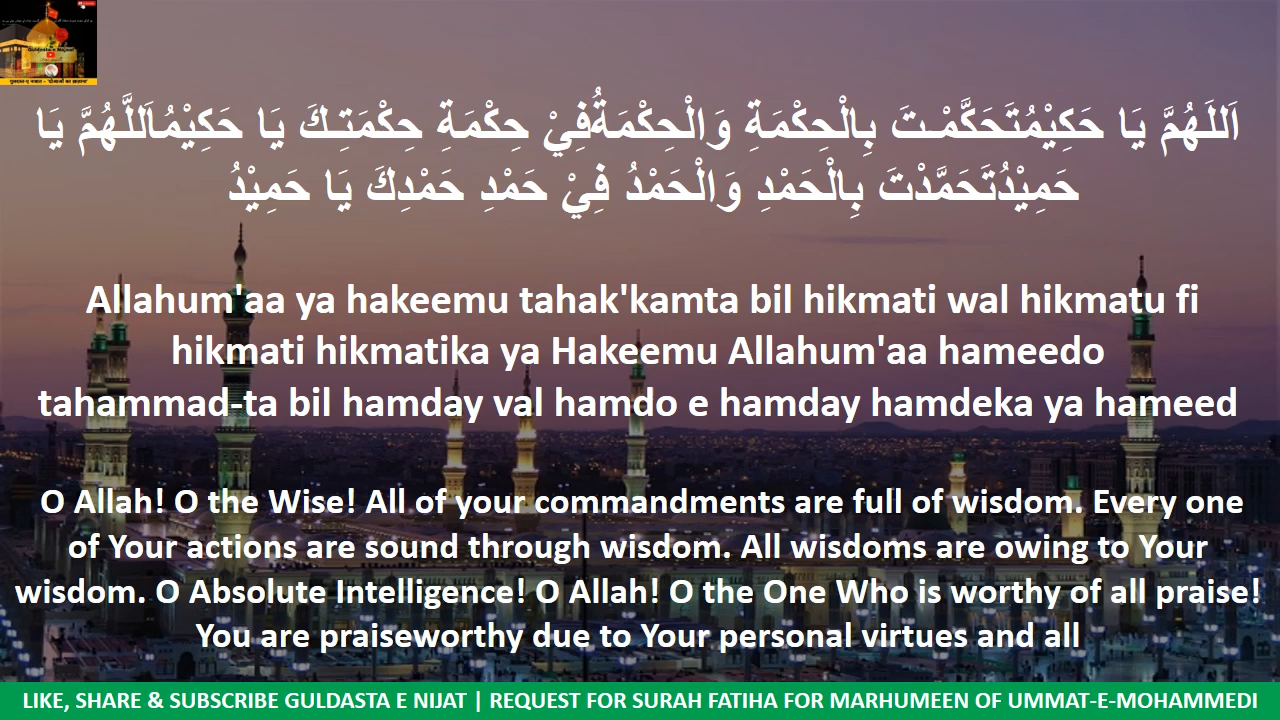 Guldasta-e-Nijaat
اَللَهُمَّ يَا حَكِيْمُتَحَكَّمْـتَ بِالْحِكْمَةِ وَالْحِكْمَةُفِيْ حِكْمَةِ حِكْمَتِـكَ يَا حَكِيْمُاَللَّهُمَّ يَا
حَمِيْدُتَحَمَّدْتَ بِالْحَمْدِ وَالْحَمْدُ فِيْ حَمْدِ حَمْدِكَ يَا حَمِيْدُ
Allahum'aa ya hakeemu tahak'kamta bil hikmati wal hikmatu fi
hikmati hikmatika ya Hakeemu Allahum'aa hameedo
tahammad-ta bil hamday val hamdo e hamday hamdeka ya hameed
O Allah! O the Wise! All of your commandments are full of wisdom. Every one
of Your actions are sound through wisdom. All wisdoms are owing to Your
wisdom. O Absolute Intelligence! O Allah! O the One Who is worthy of all praise!
You are praiseworthy due to Your personal virtues and all
LIKE, SHARE & SUBSCRIBE GULDASTA E NIJAT | REQUEST FOR SURAH FATIHA FOR MARHUMEEN OF UMMAT-E-MOHAMMEDI